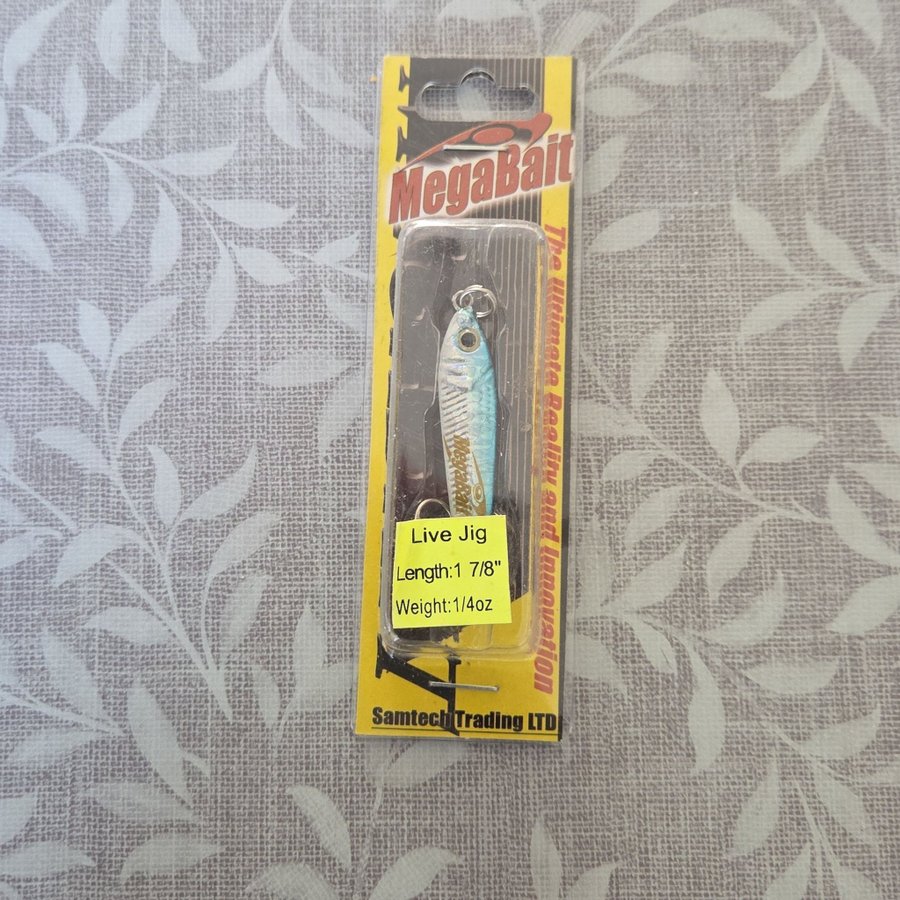 MegaBait
The Ultimate Reality and Innovation
MegaBait
Live Jig
Length:1 7/8"
Weight:1/4oz
Samtech Trading LTD